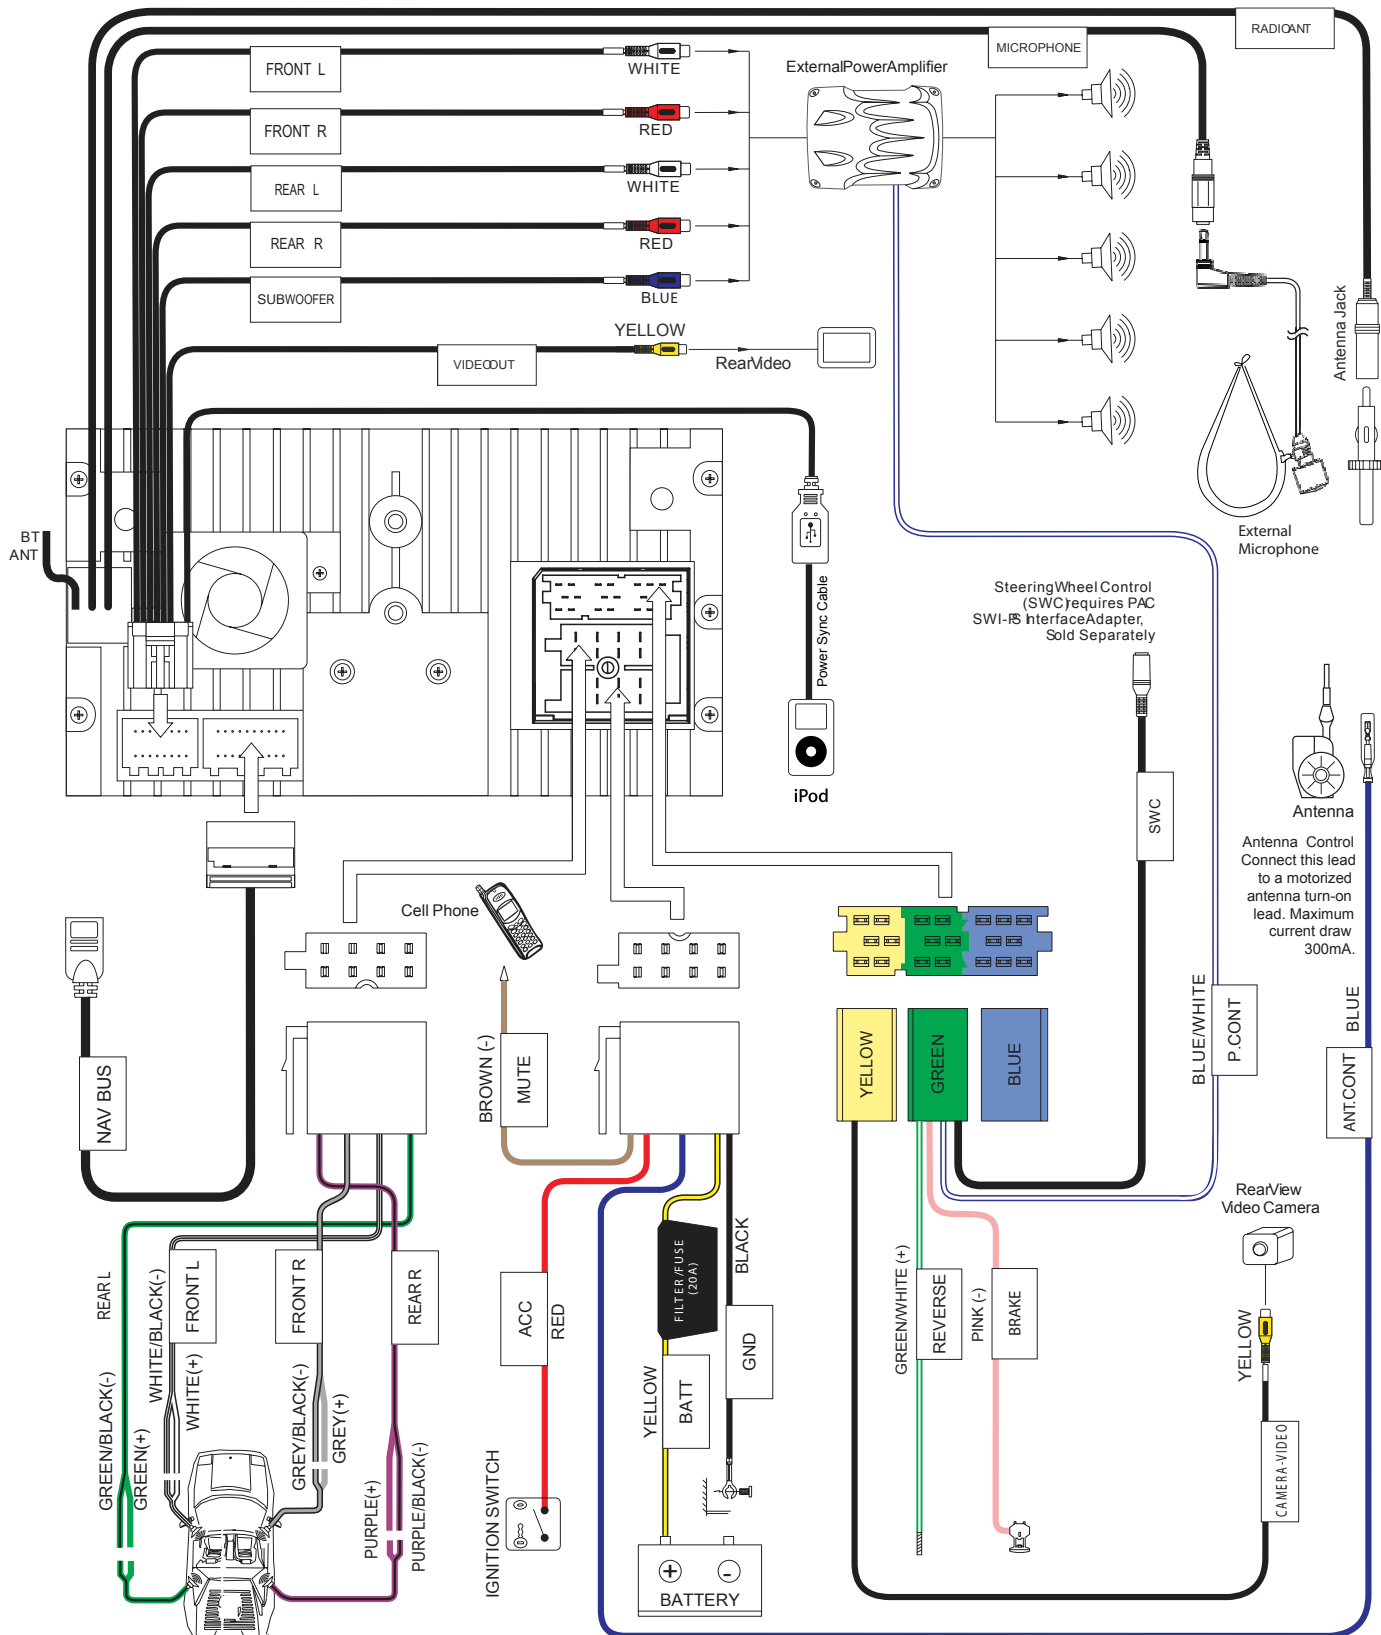 RADIOANT
MICROPHONE
FRONT L
WHITE
ExternalPowerAmplifier
FRONT R
RED
REAR L
WHITE
REAR R
RED
SUBWOOFER
BLUE
YELLOW
VIDEOOUT
RearVideo
Antenna Jack
External
Microphone
BT
ANT
Power Sync Cable
iPod
SteeringWheel Control
(SWC)requires PAC
SWI-PS InterfaceAdapter,
Sold Separately
SWC
Antenna
Antenna Control
Connect this lead
to a motorized
antenna turn-on
lead. Maximum
current draw
300mA.
Cell Phone
NAV BUS
BROWN (-)
MUTE
YELLOW
GREEN
BLUE
BLUE/WHITE
P.CONT
BLUE
ANT.CONT
RearView
Video Camera
YELLOW
CAMERA-VIDEO
REAR L
GREEN/BLACK(-)
GREEN(+)
WHITE/BLACK(-)
WHITE(+)
FRONT L
FRONT R
GREY/BLACK(-)
GREY(+)
REAR R
PURPLE(+)
PURPLE/BLACK(-)
ACC
RED
IGNITION SWITCH
FILTER/FUSE
(20A)
YELLOW
BATT
BLACK
GND
+
-
BATTERY
GREEN/WHITE (+)
REVERSE
PINK (-)
BRAKE